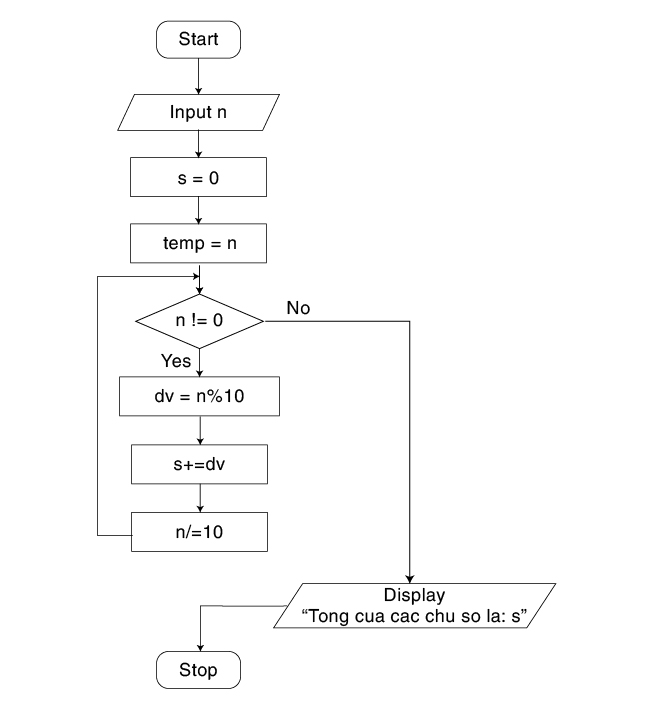 Start
Input n
s = 0
temp = n
n != 0
No
Yes
dv = n%10
s+=dv
n/=10
Display
“Tong cua cac chu so la: s”
Stop